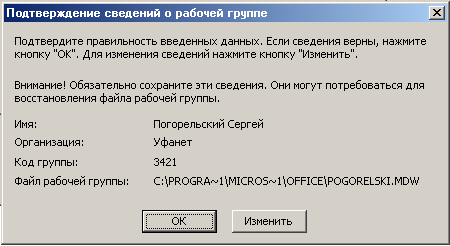 Подтверждение сведений о рабочей группе
Подтвердите правильность введенных данных. Если сведения верны, нажмите
кнопку "ОК". Для изменения сведений нажмите кнопку "Изменить".
Внимание! Обязательно сохраните эти сведения. Они могут потребоваться для
восстановления файла рабочей группы.
Имя: Погорельский Сергей
Организация: Уфанет
Код группы: 3421
Файл рабочей группы: C:\PROGRA~1\MICROS~1\OFFICE\POGORELSKI.MDW
ОК Изменить